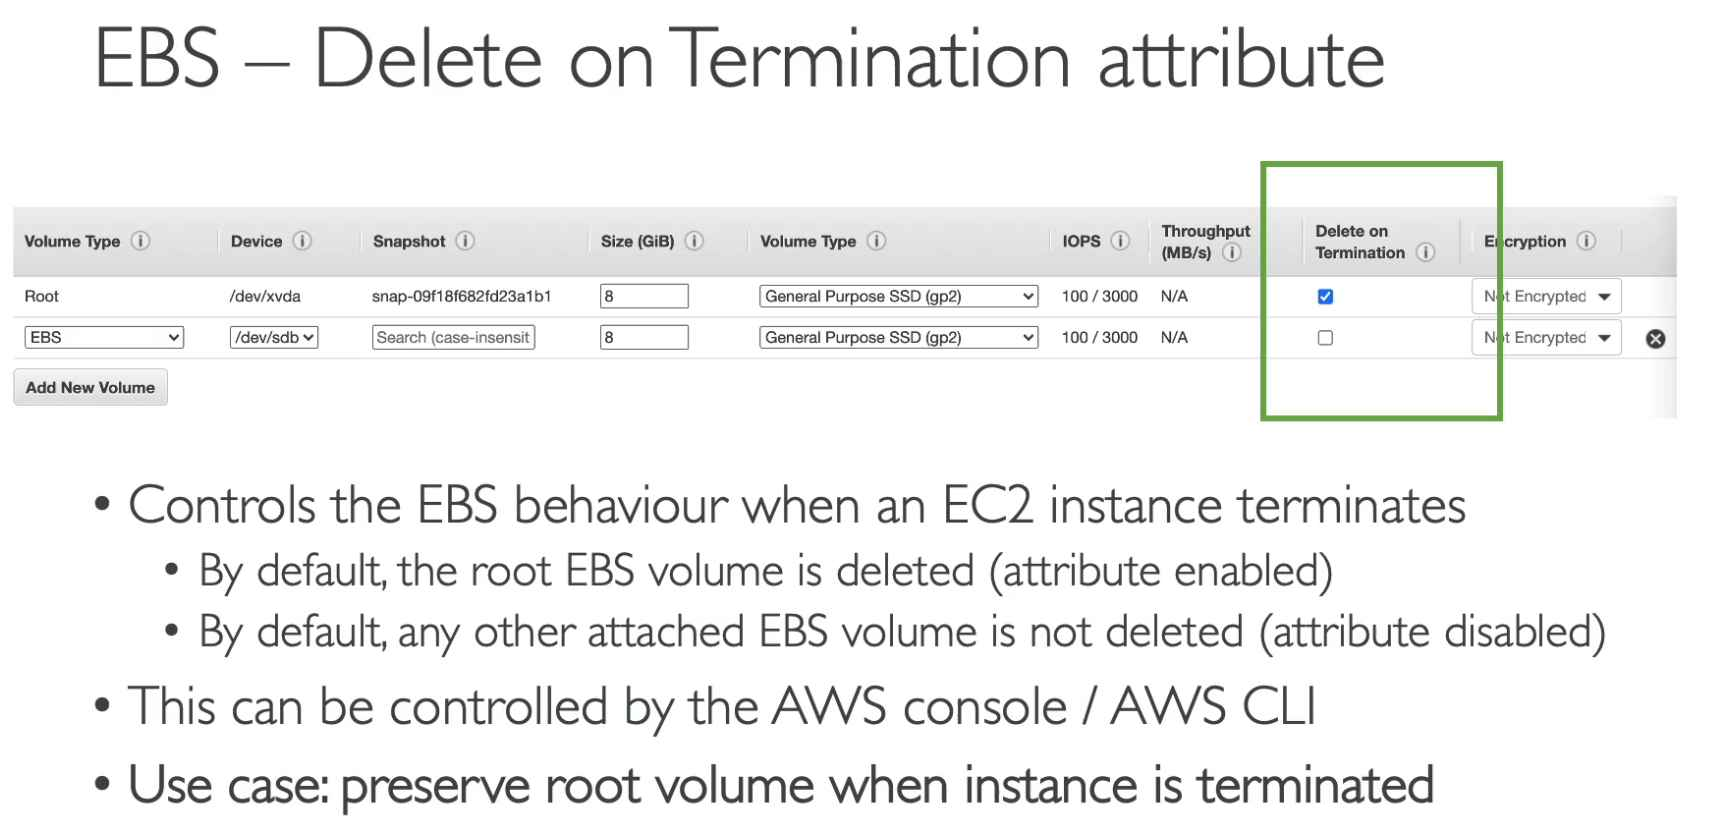 EBS – Delete on Termination attribute
Volume Type Device Snapshot Size (GiB) Volume Type IOPS Throughput (MB/s) Delete on Termination Encryption
Root /dev/xvda snap-09f18f682fd23a1b1 8 General Purpose SSD (gp2) 100 / 3000 N/A Not Encrypted
EBS /dev/sdb Search (case-insensit 8 General Purpose SSD (gp2) 100 / 3000 N/A Not Encrypted
Add New Volume
• Controls the EBS behaviour when an EC2 instance terminates
• By default, the root EBS volume is deleted (attribute enabled)
• By default, any other attached EBS volume is not deleted (attribute disabled)
• This can be controlled by the AWS console / AWS CLI
• Use case: preserve root volume when instance is terminated